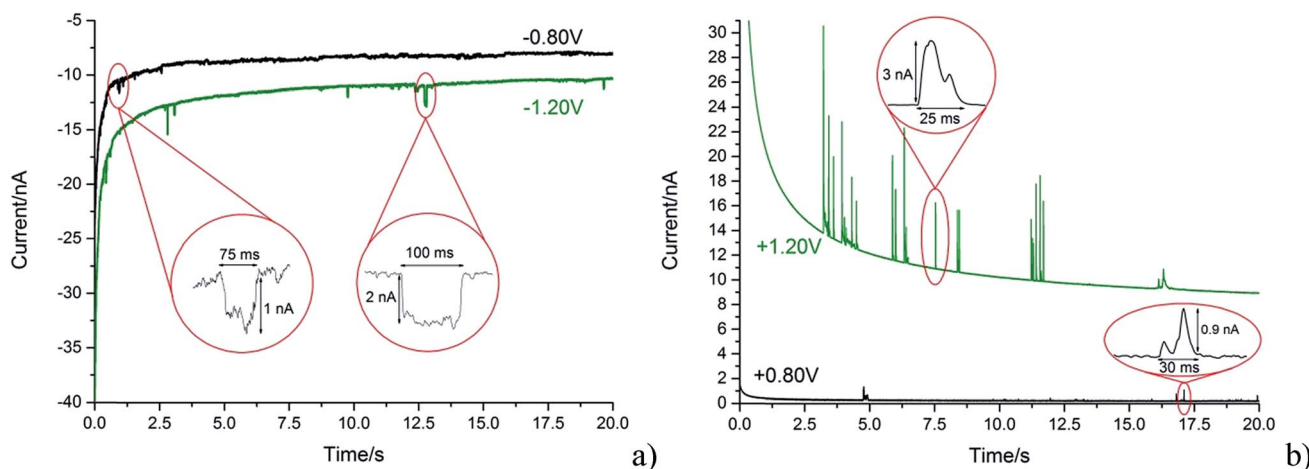 -0.80V
-1.20V
75 ms
1 nA
100 ms
2 nA
-5
-10
-15
-20
-25
-30
-35
-40
0.0 2.5 5.0 7.5 10.0 12.5 15.0 17.5 20.0
Current/nA
Time/s
a)
3 nA
25 ms
+1.20V
0.9 nA
30 ms
+0.80V
30
28
26
24
22
20
18
16
14
12
10
8
6
4
2
0
0.0 2.5 5.0 7.5 10.0 12.5 15.0 17.5 20.0
Current/nA
Time/s
b)